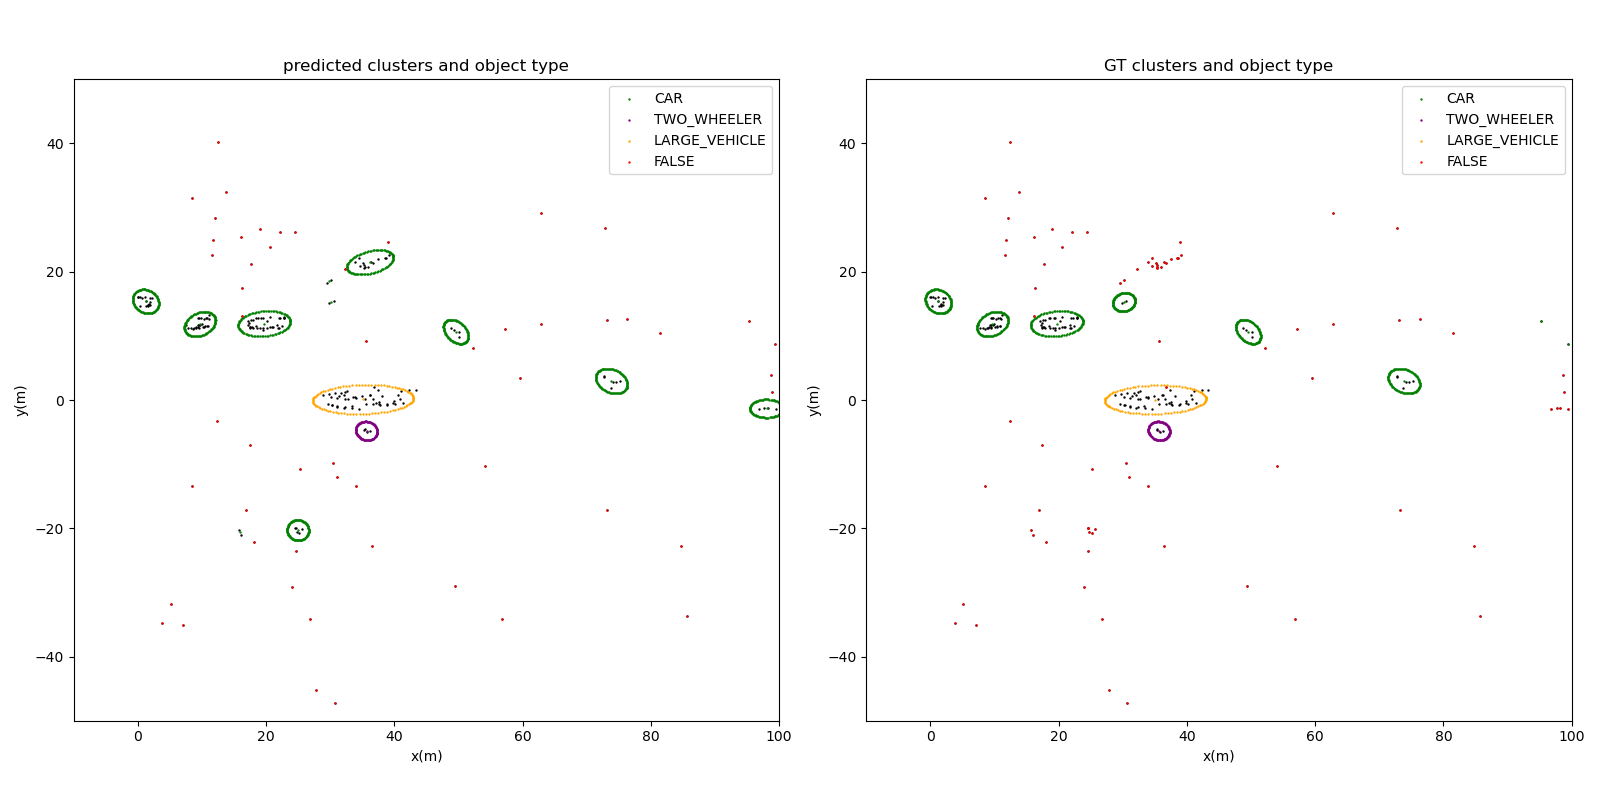 predicted clusters and object type
CAR
TWO_WHEELER
LARGE_VEHICLE
FALSE
40
20
0
−20
−40
y(m)
0
20
40
60
80
100
x(m)
GT clusters and object type
CAR
TWO_WHEELER
LARGE_VEHICLE
FALSE
40
20
0
−20
−40
y(m)
0
20
40
60
80
100
x(m)